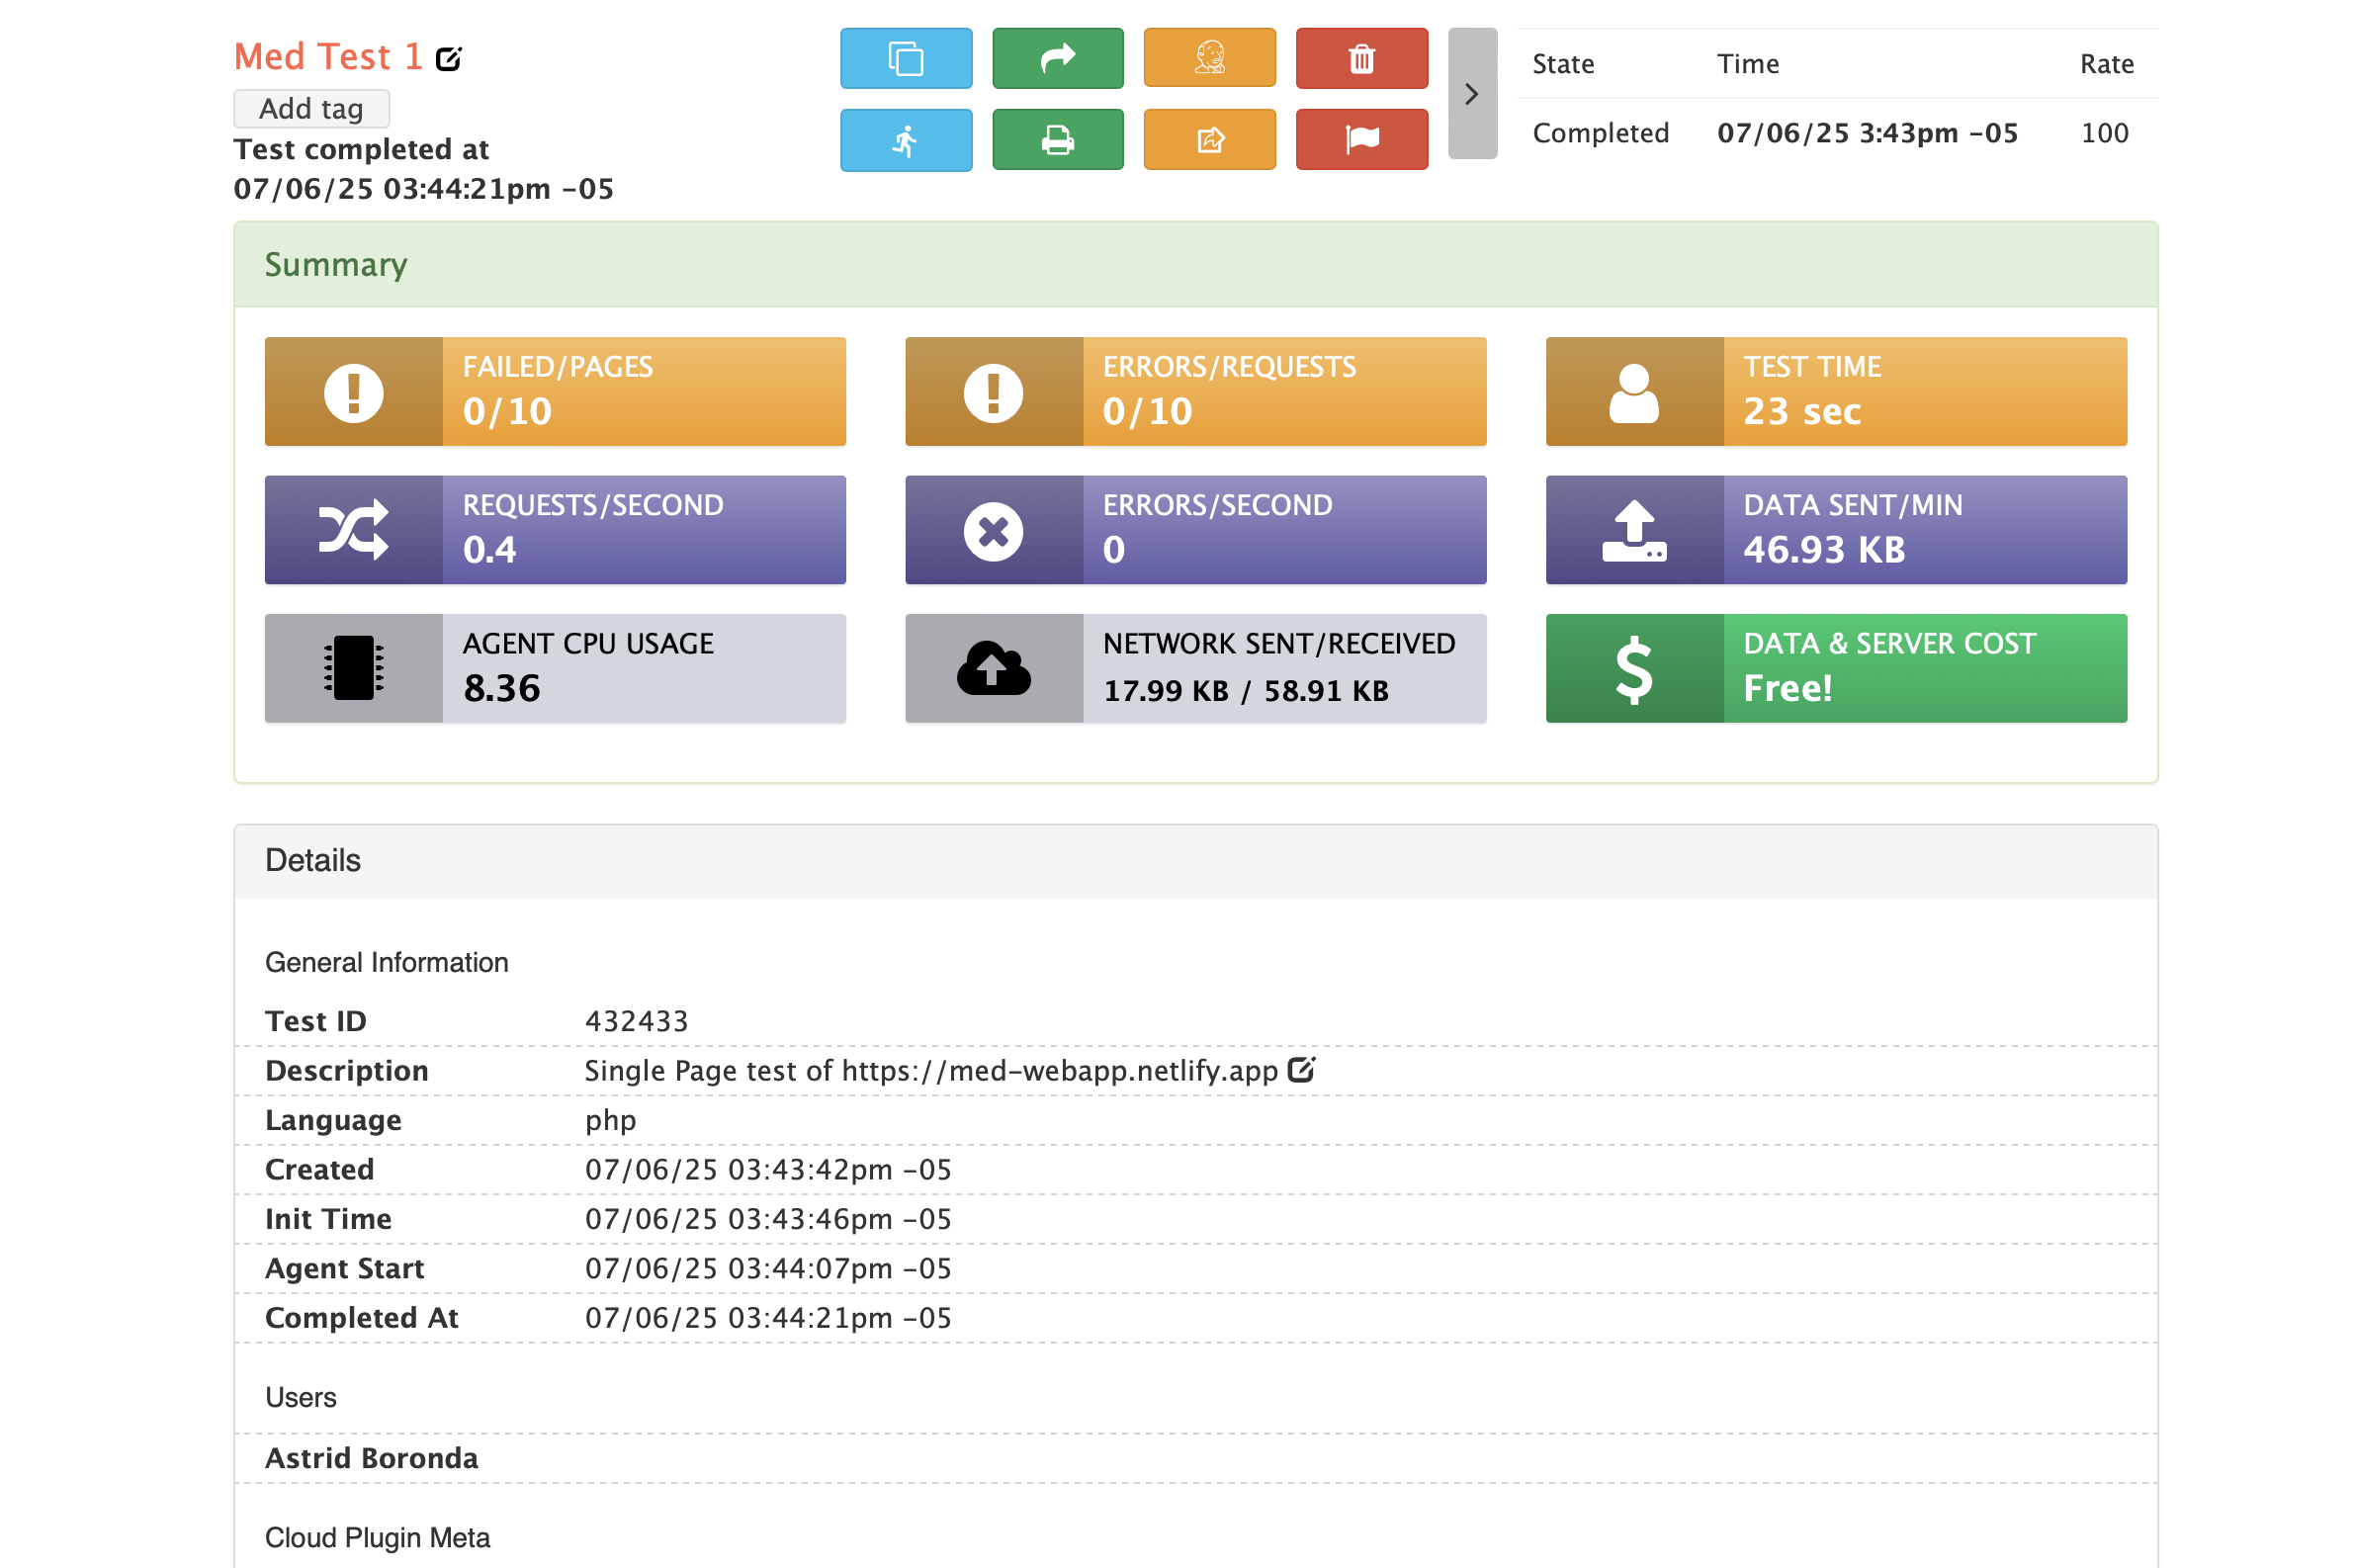 Med Test 1
Add tag
Test completed at
07/06/25 03:44:21pm -05
State Time Rate
Completed 07/06/25 3:43pm -05 100
Summary
FAILED/PAGES
0/10
ERRORS/REQUESTS
0/10
TEST TIME
23 sec
REQUESTS/SECOND
0.4
ERRORS/SECOND
0
DATA SENT/MIN
46.93 KB
AGENT CPU USAGE
8.36
NETWORK SENT/RECEIVED
17.99 KB / 58.91 KB
DATA & SERVER COST
Free!
Details
General Information
Test ID 432433
Description Single Page test of https://med-webapp.netlify.app
Language php
Created 07/06/25 03:43:42pm -05
Init Time 07/06/25 03:43:46pm -05
Agent Start 07/06/25 03:44:07pm -05
Completed At 07/06/25 03:44:21pm -05
Users
Astrid Boronda
Cloud Plugin Meta